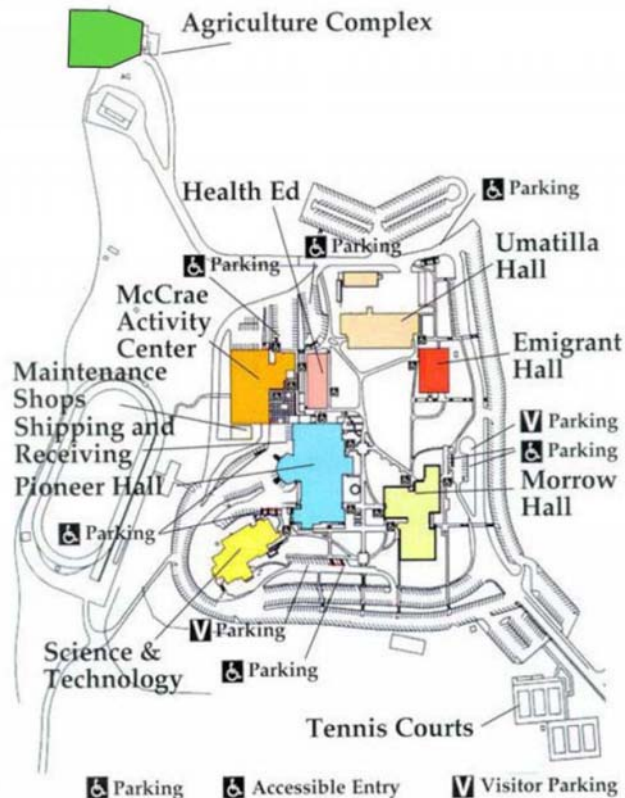 Agriculture Complex
Health Ed
Parking
Parking
Parking
Umatilla
Hall
McCrae
Activity
Center
Emigrant
Hall
Maintenance
Shops
Shipping and
Receiving
V Parking
Parking
Pioneer Hall
Morrow
Hall
Parking
V Parking
Science &
Technology
Parking
Tennis Courts
Parking
Accessible Entry
V Visitor Parking